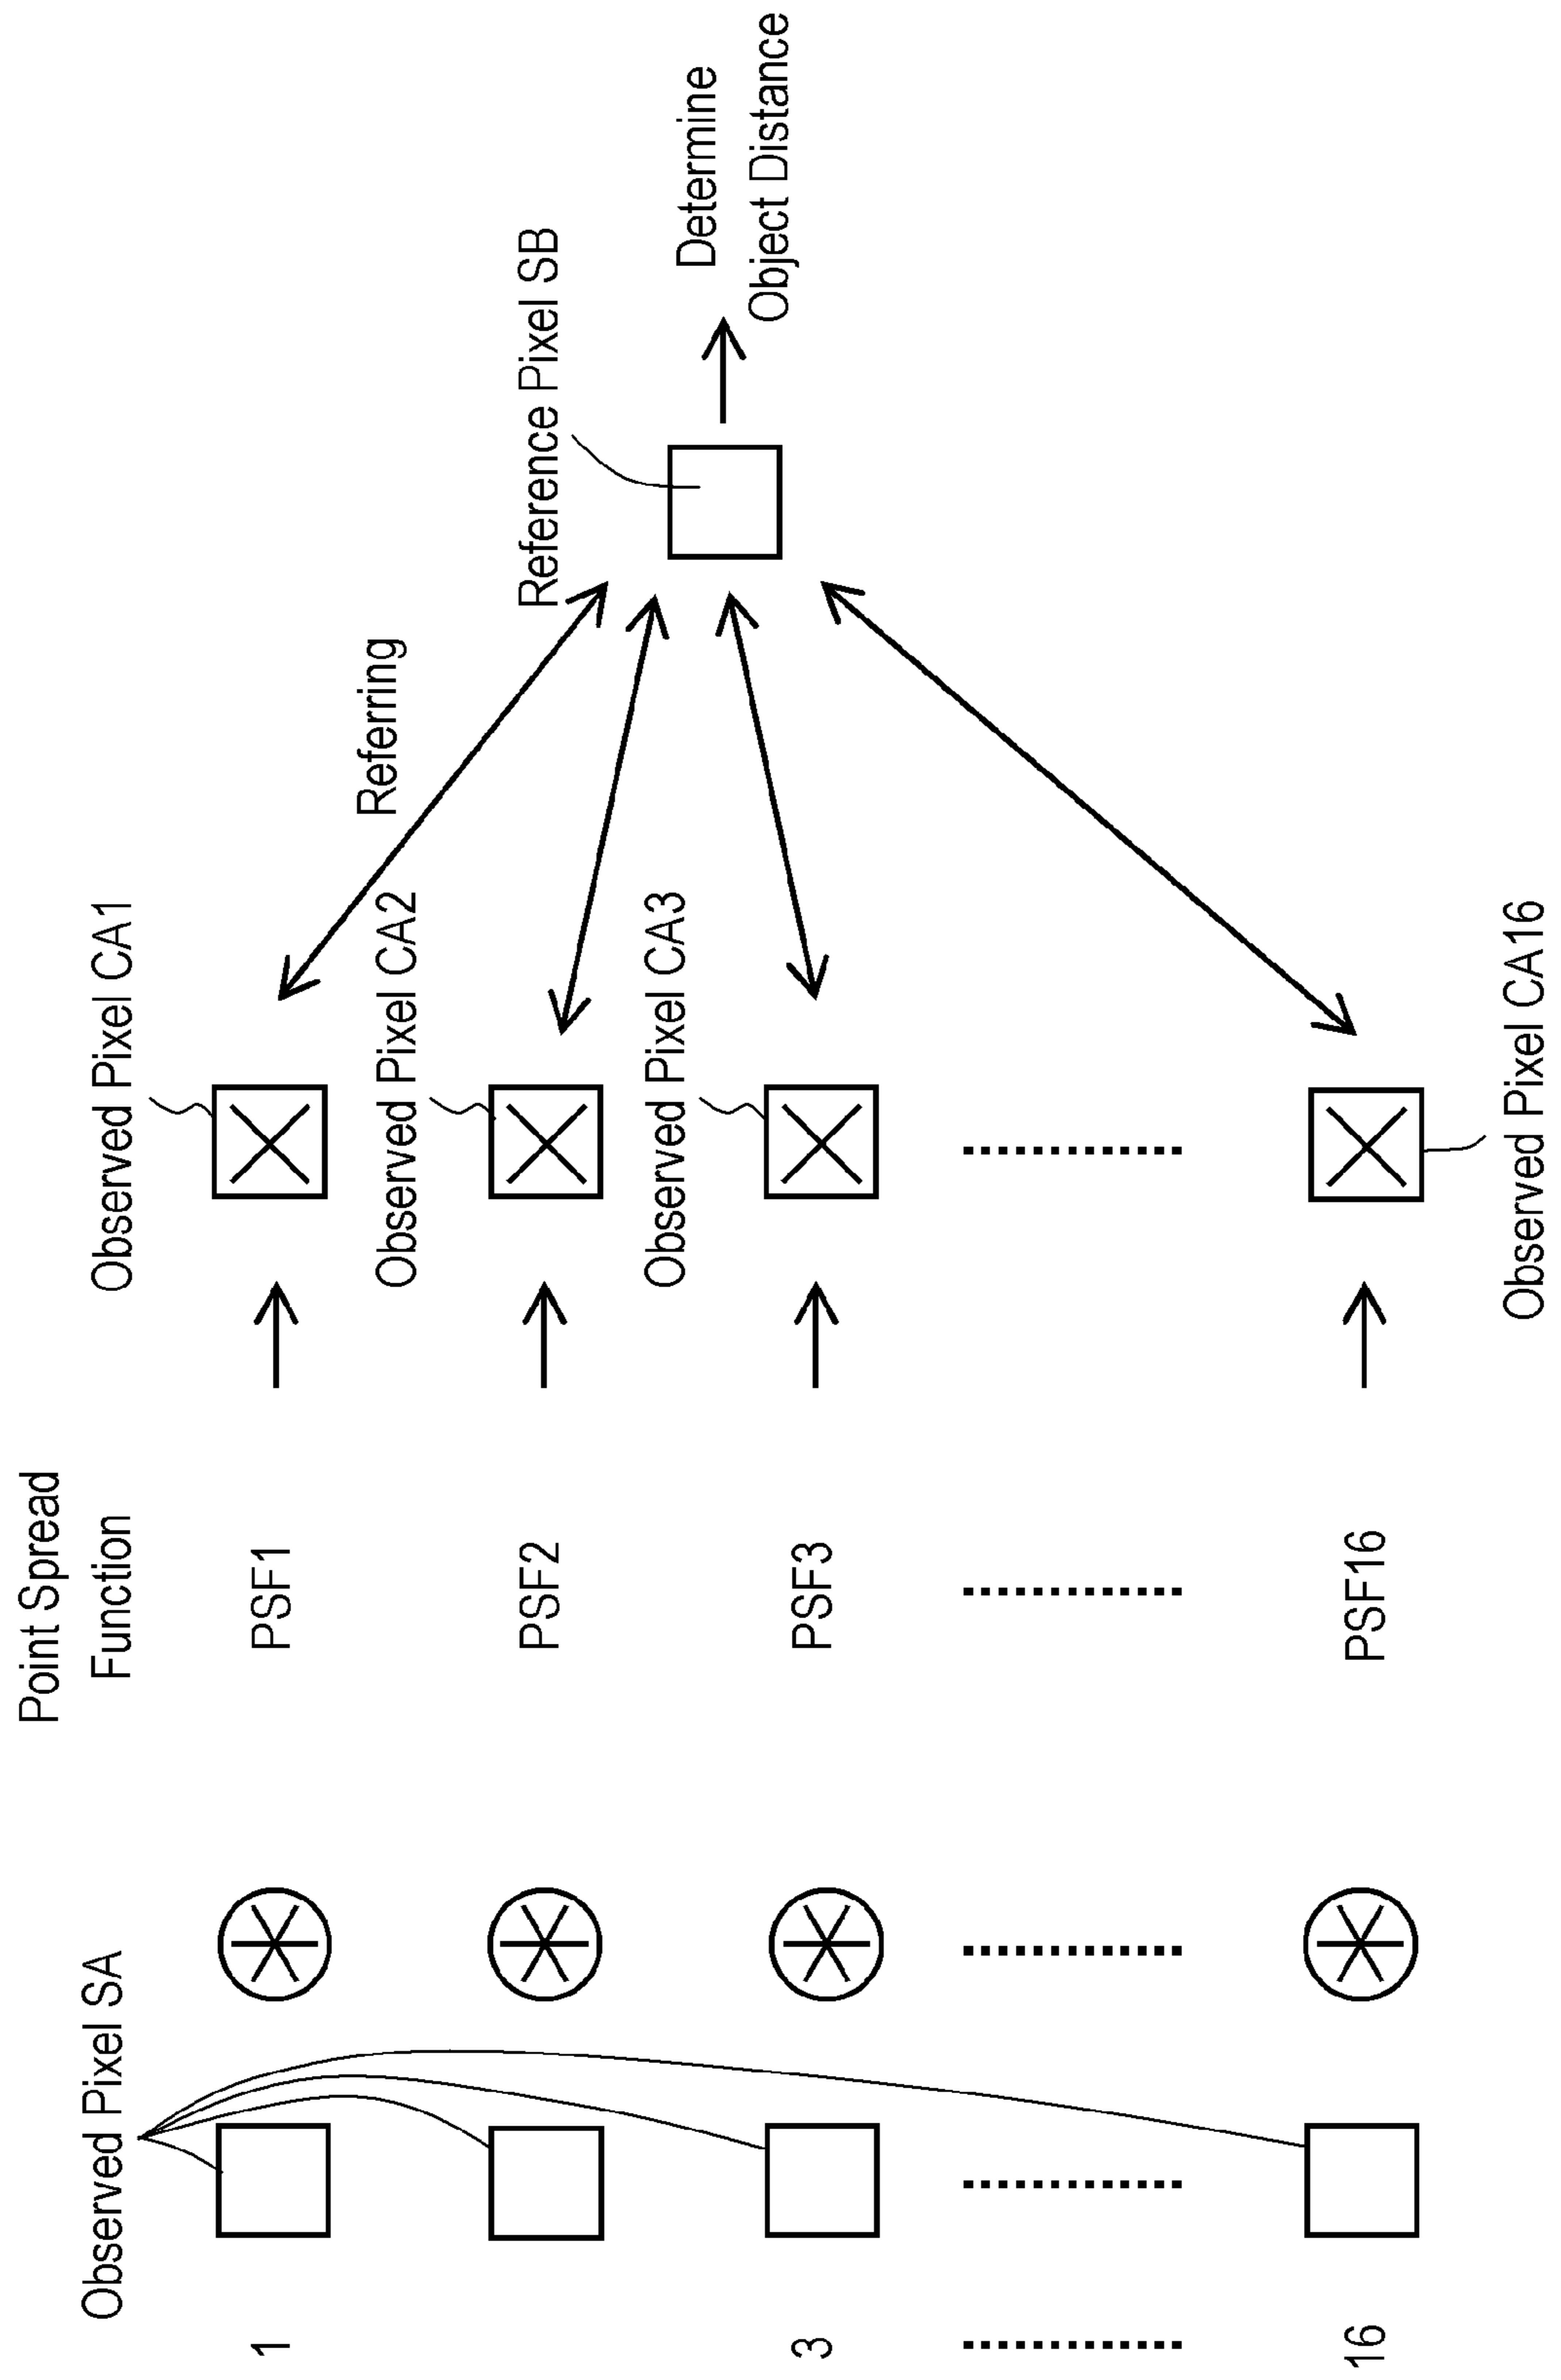 Observed Pixel SA
Point Spread
Function
1
PSF1
Observed Pixel CA1
PSF2
Observed Pixel CA2
3
PSF3
Observed Pixel CA3
16
PSF16
Observed Pixel CA16
Referring
Reference Pixel SB
Determine
Object Distance